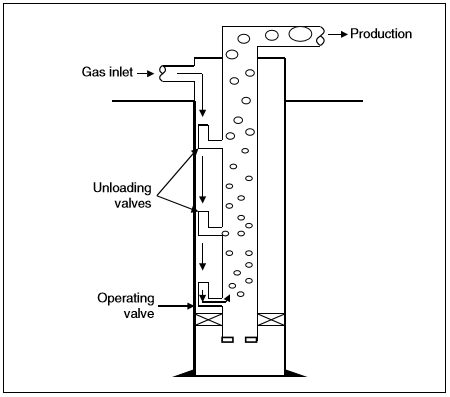 Production
Gas inlet
Unloading
valves
Operating
valve